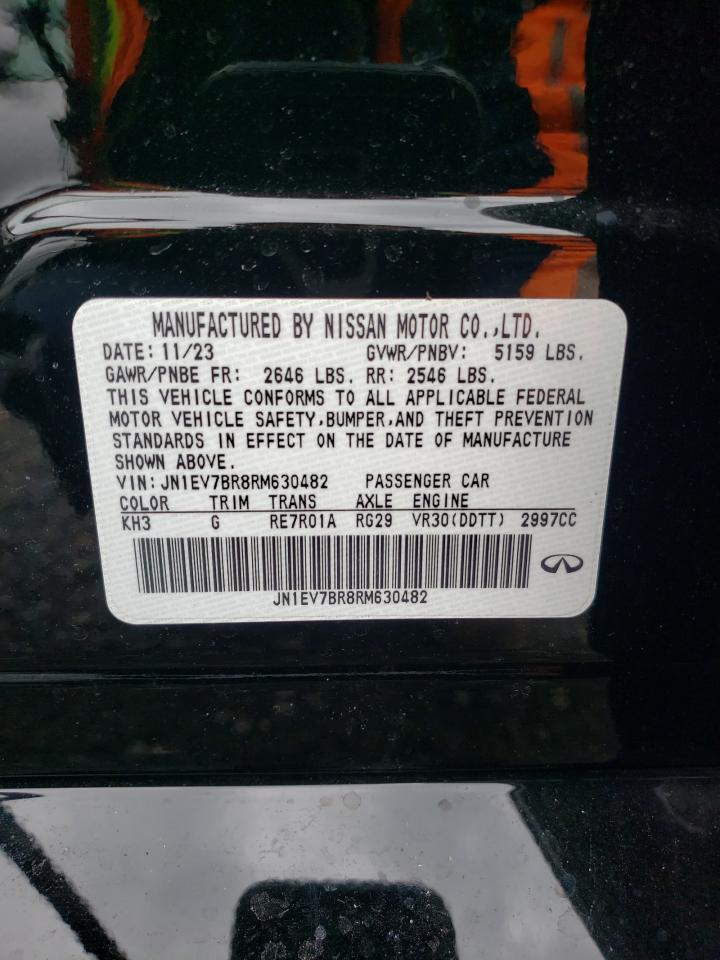 MANUFACTURED BY NISSAN MOTOR CO.,LTD.
DATE: 11/23 GVWR/PNBV: 5159 LBS.
GAWR/PNBE FR: 2646 LBS. RR: 2546 LBS.
THIS VEHICLE CONFORMS TO ALL APPLICABLE FEDERAL
MOTOR VEHICLE SAFETY,BUMPER,AND THEFT PREVENTION
STANDARDS IN EFFECT ON THE DATE OF MANUFACTURE
SHOWN ABOVE.
VIN: JN1EV7BR8RM630482 PASSENGER CAR
COLOR TRIM TRANS AXLE ENGINE
KH3 G RE7R01A RG29 VR30(DDTT) 2997CC
JN1EV7BR8RM630482